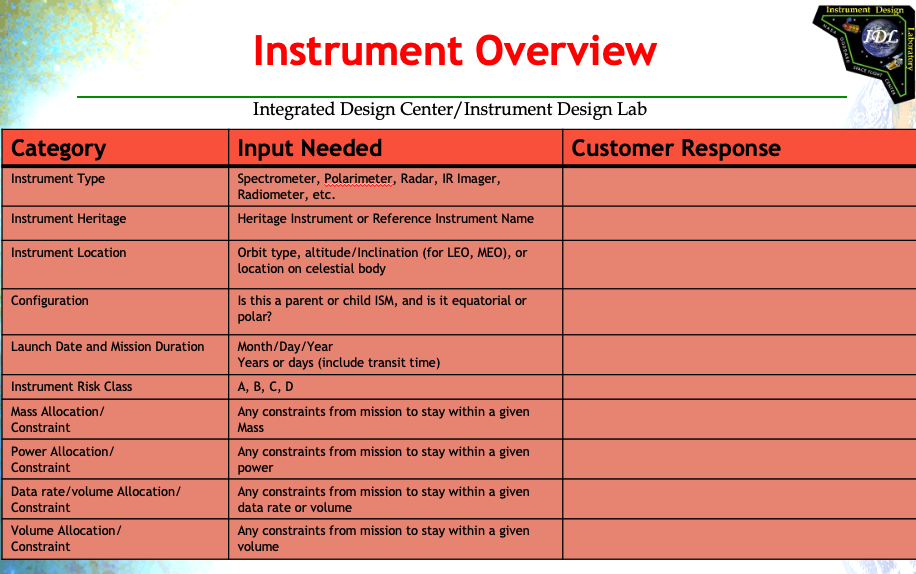 Instrument Design
Laboratory
IDL
NASA GODDARD SPACE FLIGHT CENTER
Instrument Overview
Integrated Design Center/Instrument Design Lab
Category Input Needed Customer Response
Instrument Type
Spectrometer, Polarimeter, Radar, IR Imager,
Radiometer, etc.
Instrument Heritage
Heritage Instrument or Reference Instrument Name
Instrument Location
Orbit type, altitude/Inclination (for LEO, MEO), or
location on celestial body
Configuration
Is this a parent or child ISM, and is it equatorial or
polar?
Launch Date and Mission Duration
Month/Day/Year
Years or days (include transit time)
Instrument Risk Class
A, B, C, D
Mass Allocation/
Constraint
Any constraints from mission to stay within a given
Mass
Power Allocation/
Constraint
Any constraints from mission to stay within a given
power
Data rate/volume Allocation/
Constraint
Any constraints from mission to stay within a given
data rate or volume
Volume Allocation/
Constraint
Any constraints from mission to stay within a given
volume